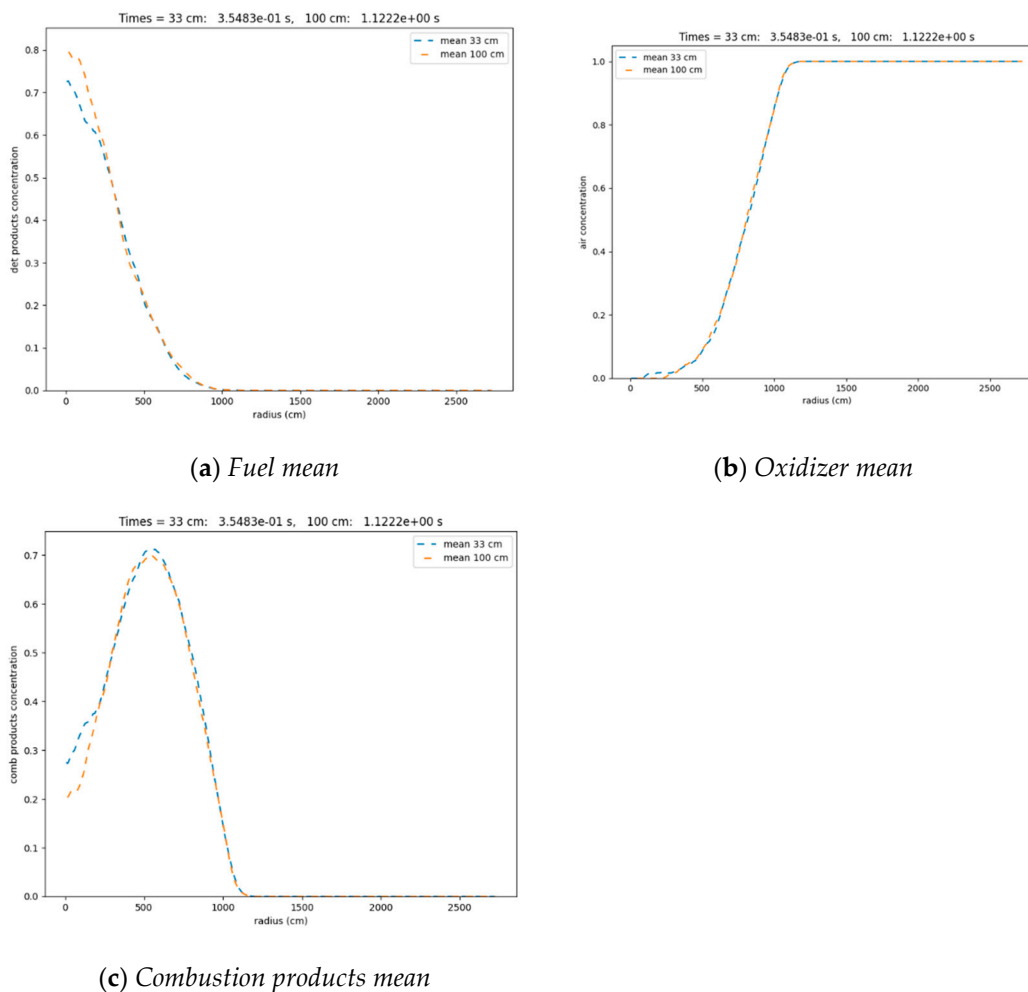 Times = 33 cm: 3.5483e-01 s, 100 cm: 1.1222e+00 s
mean 33 cm
mean 100 cm
0.8
0.7
0.6
0.5
0.4
0.3
0.2
0.1
0.0
det products concentration
0
500
1000
1500
2000
2500
radius (cm)
(a) Fuel mean
Times = 33 cm: 3.5483e-01 s, 100 cm: 1.1222e+00 s
mean 33 cm
mean 100 cm
1.0
0.8
0.6
0.4
0.2
0.0
air concentration
0
500
1000
1500
2000
2500
radius (cm)
(b) Oxidizer mean
Times = 33 cm: 3.5483e-01 s, 100 cm: 1.1222e+00 s
mean 33 cm
mean 100 cm
0.7
0.6
0.5
0.4
0.3
0.2
0.1
0.0
comb products concentration
0
500
1000
1500
2000
2500
radius (cm)
(c) Combustion products mean